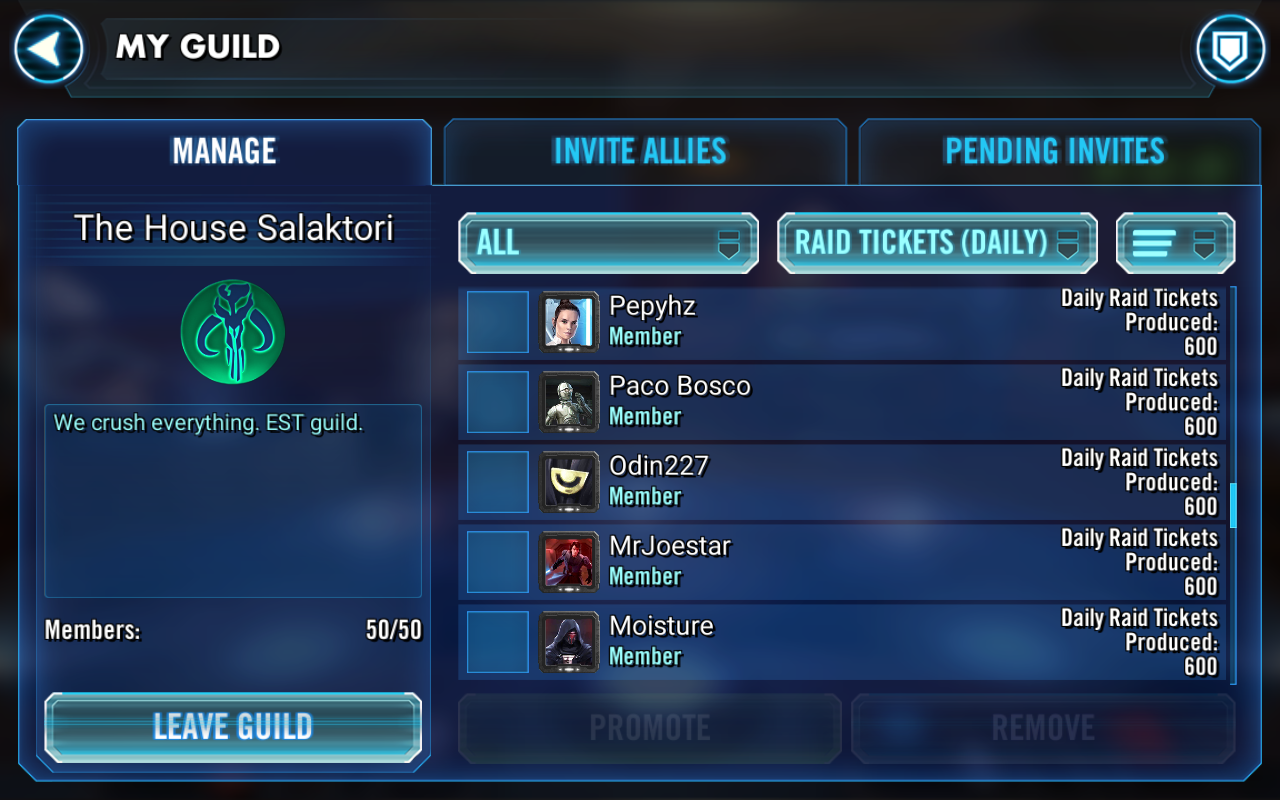 MY GUILD
MANAGE
INVITE ALLIES
PENDING INVITES
The House Salaktori
We crush everything. EST guild.
Members:
50/50
LEAVE GUILD
ALL
RAID TICKETS (DAILY)
Pepyhz
Member
Daily Raid Tickets
Produced:
600
Paco Bosco
Member
Daily Raid Tickets
Produced:
600
Odin227
Member
Daily Raid Tickets
Produced:
600
MrJoestar
Member
Daily Raid Tickets
Produced:
600
Moisture
Member
Daily Raid Tickets
Produced:
600
PROMOTE
REMOVE